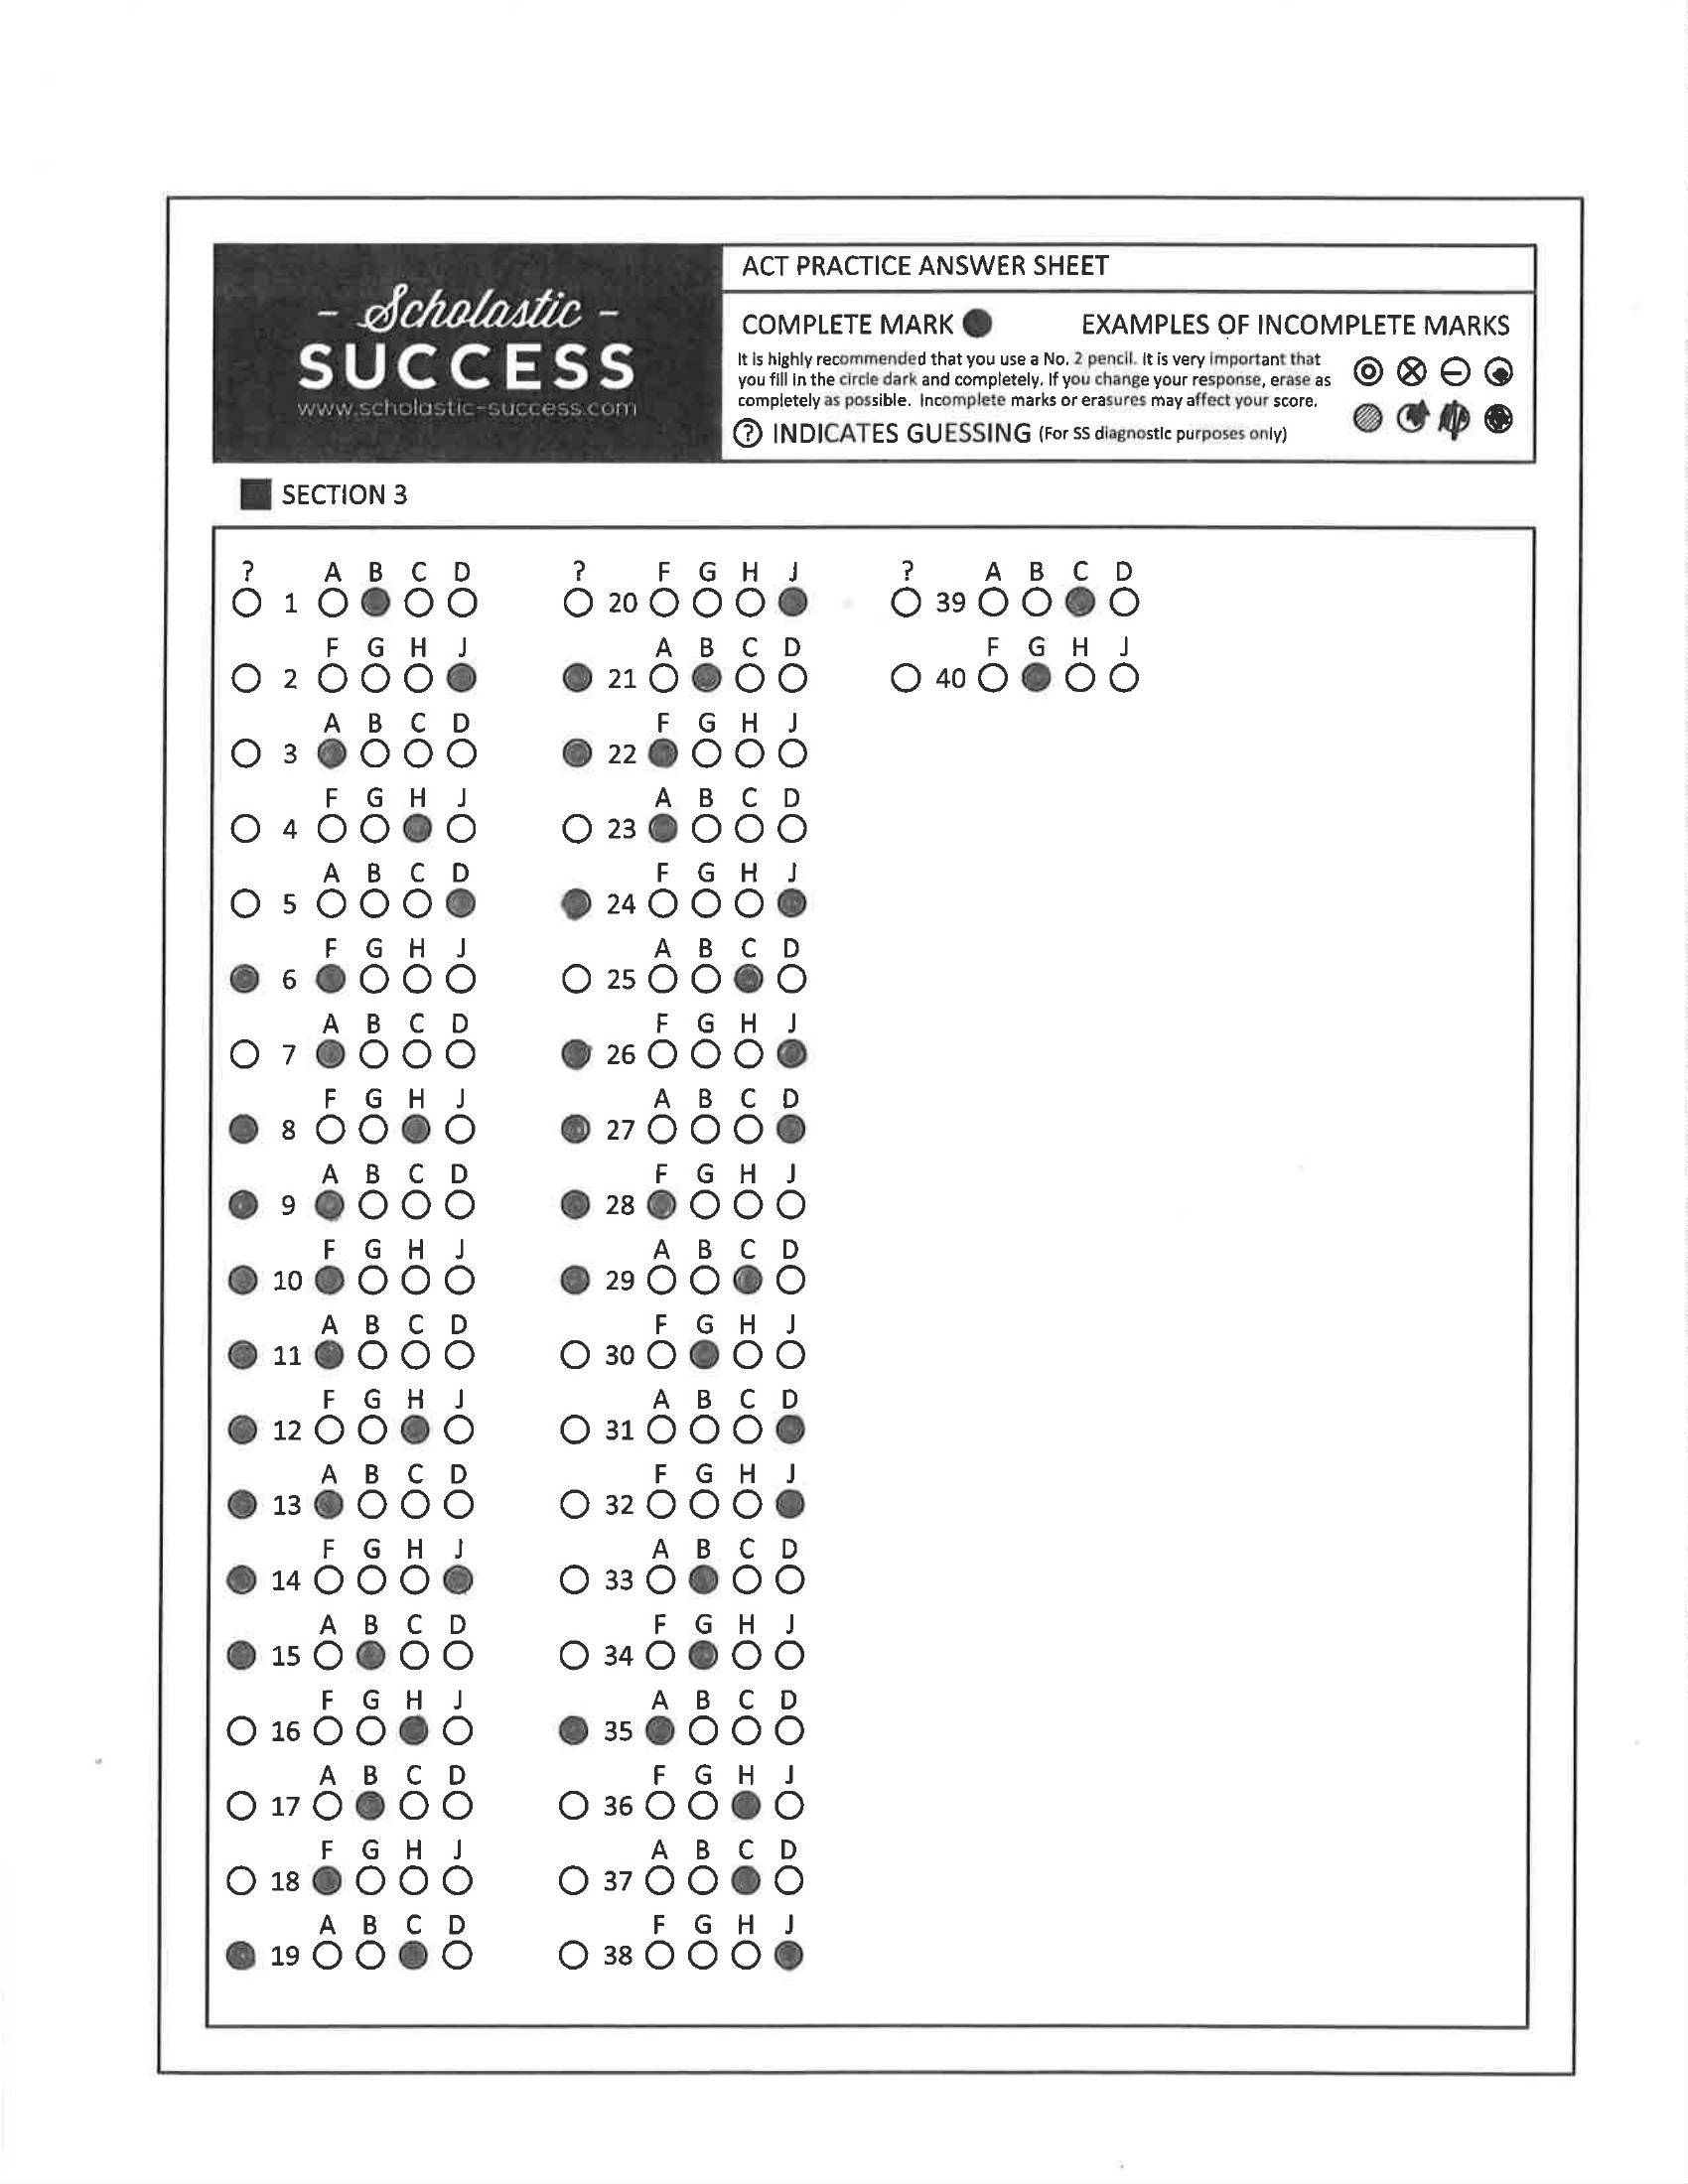 - Scholastic -
SUCCESS
www.scholastic-success.com
ACT PRACTICE ANSWER SHEET
COMPLETE MARK EXAMPLES OF INCOMPLETE MARKS
It is highly recommended that you use a No. 2 pencil. It is very important that
you fill in the circle dark and completely. If you change your response, erase as
completely as possible. Incomplete marks or erasures may affect your score.
? INDICATES GUESSING (For SS diagnostic purposes only)
SECTION 3
? A B C D
1
F G H J
2
A B C D
3
F G H J
4
A B C D
5
F G H J
6
A B C D
7
F G H J
8
A B C D
9
F G H J
10
A B C D
11
F G H J
12
A B C D
13
F G H J
14
A B C D
15
F G H J
16
A B C D
17
F G H J
18
A B C D
19
? F G H J
20
A B C D
21
F G H J
22
A B C D
23
F G H J
24
A B C D
25
F G H J
26
A B C D
27
F G H J
28
A B C D
29
F G H J
30
A B C D
31
F G H J
32
A B C D
33
F G H J
34
A B C D
35
F G H J
36
A B C D
37
F G H J
38
? A B C D
39
F G H J
40